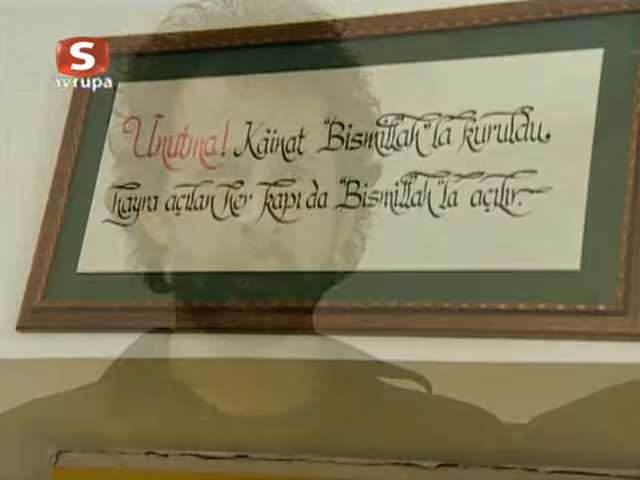 S
avrupa
Unutma! Kâinat "Bismillah"la kuruldu,
hayra açılan her kapı da "Bismillah"la açılır.